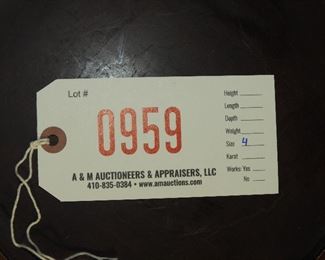 Lot #
0959
Height
Length
Depth
Weight
Size 4
Karat
Works: Yes
No
A & M AUCTIONEERS & APPRAISERS, LLC
410-835-0384 • www.amauctions.com